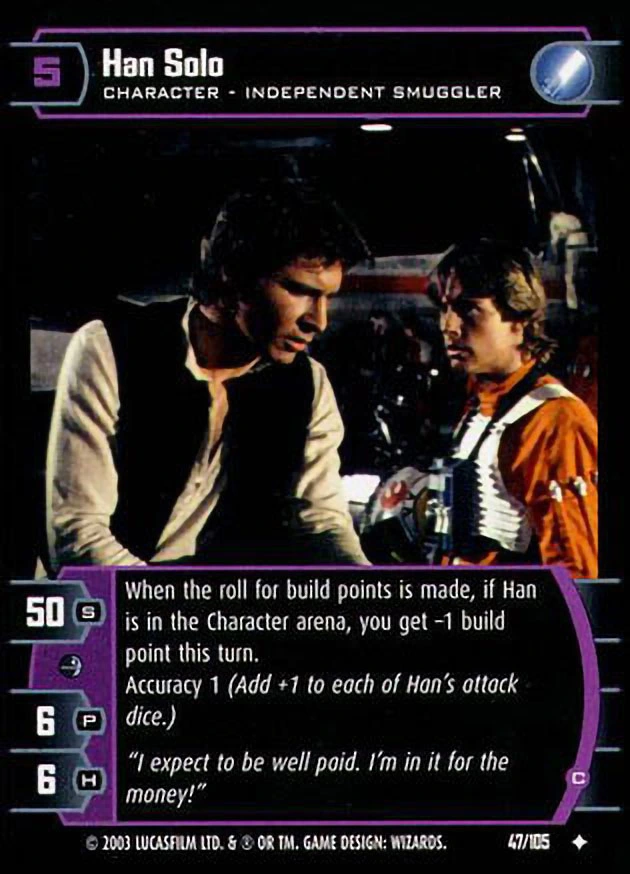 5
Han Solo
CHARACTER - INDEPENDENT SMUGGLER
50 S
When the roll for build points is made, if Han
is in the Character arena, you get –1 build
point this turn.
Accuracy 1 (Add +1 to each of Han's attack
dice.)
6 P
6 H
"I expect to be well paid. I'm in it for the
money!"
C
© 2003 LUCASFILM LTD. & ® OR TM. GAME DESIGN: WIZARDS. 47/105